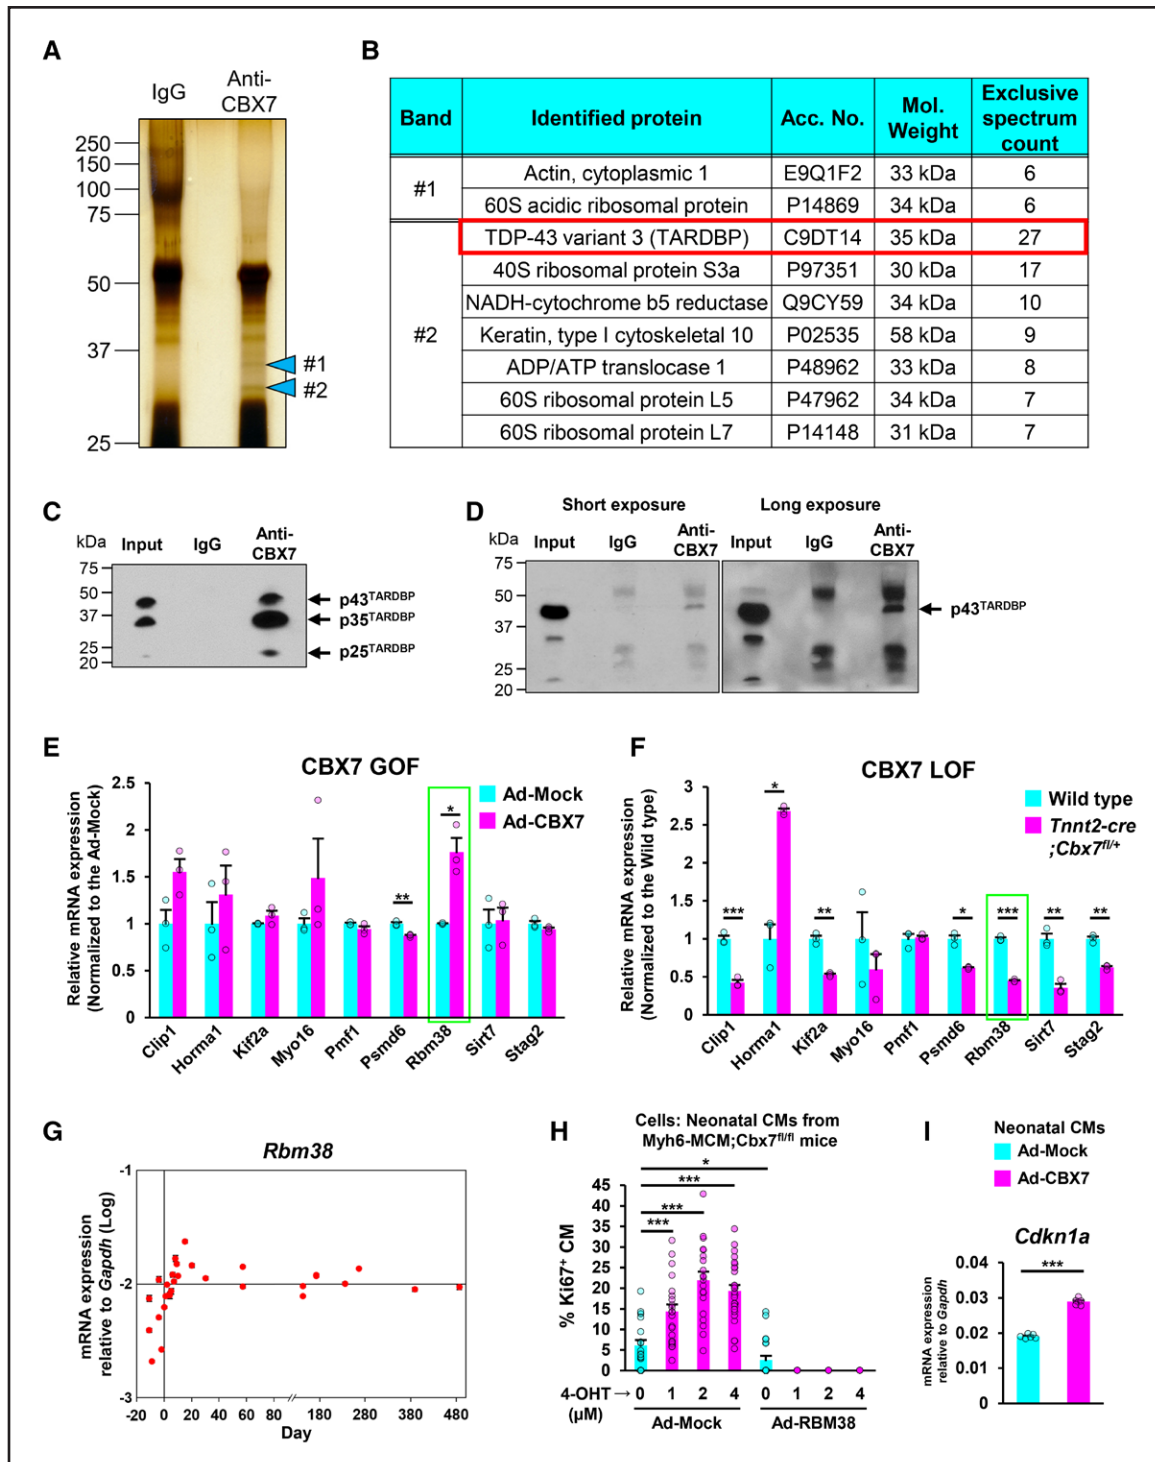 A
IgG
Anti-
CBX7
250
150
100
75
50
37
25
#1
#2
B
Band
Identified protein
Acc. No.
Mol.
Weight
Exclusive
spectrum
count
#1
Actin, cytoplasmic 1
E9Q1F2
33 kDa
6
60S acidic ribosomal protein
P14869
34 kDa
6
#2
TDP-43 variant 3 (TARDBP)
C9DT14
35 kDa
27
40S ribosomal protein S3a
P97351
30 kDa
17
NADH-cytochrome b5 reductase
Q9CY59
34 kDa
10
Keratin, type I cytoskeletal 10
P02535
58 kDa
9
ADP/ATP translocase 1
P48962
33 kDa
8
60S ribosomal protein L5
P47962
34 kDa
7
60S ribosomal protein L7
P14148
31 kDa
7
C
kDa
Input
IgG
Anti-
CBX7
75
50
37
25
20
p43TARDBP
p35TARDBP
p25TARDBP
D
Short exposure
Long exposure
kDa
Input
IgG
Anti-
CBX7
Input
IgG
Anti-
CBX7
75
50
37
25
20
p43TARDBP
E
CBX7 GOF
Relative mRNA expression
(Normalized to the Ad-Mock)
2.5
2
1.5
1
0.5
0
Ad-Mock
Ad-CBX7
**
*
Clip1
Horma1
Kif2a
Myo16
Pmf1
Psmd6
Rbm38
Sirt7
Stag2
F
CBX7 LOF
Relative mRNA expression
(Normalized to the Wild type)
3
2.5
2
1.5
1
0.5
0
Wild type
Tnnt2-cre
;Cbx7fl/+
***
*
**
*
***
**
**
Clip1
Horma1
Kif2a
Myo16
Pmf1
Psmd6
Rbm38
Sirt7
Stag2
G
Rbm38
mRNA expression
relative to Gapdh (Log)
-1
-2
-3
-20 0 20 40 60 80 180 280 380 480
Day
H
Cells: Neonatal CMs from
Myh6-MCM;Cbx7fl/fl mice
% Ki67+ CM
45
40
35
30
25
20
15
10
5
0
*
***
***
***
4-OHT →
(µM)
0 1 2 4 0 1 2 4
Ad-Mock
Ad-RBM38
I
Neonatal CMs
Ad-Mock
Ad-CBX7
Cdkn1a
mRNA expression
relative to Gapdh
***
0.04
0.03
0.02
0.01
0